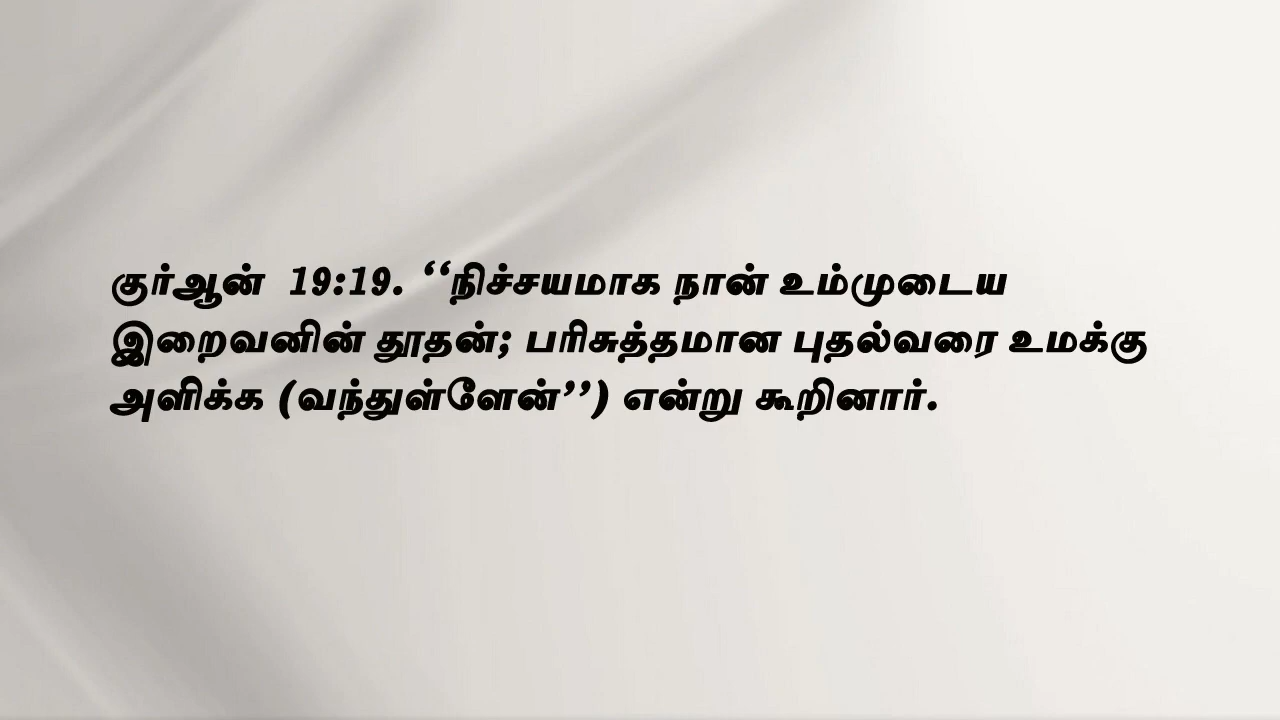 குர்ஆன்  19:19. ‘‘நிச்சயமாக நான் உம்முடைய
இறைவனின் தூதன்; பரிசுத்தமான புதல்வரை உமக்கு
அளிக்க (வந்துள்ளேன்’’) என்று கூறினார்.